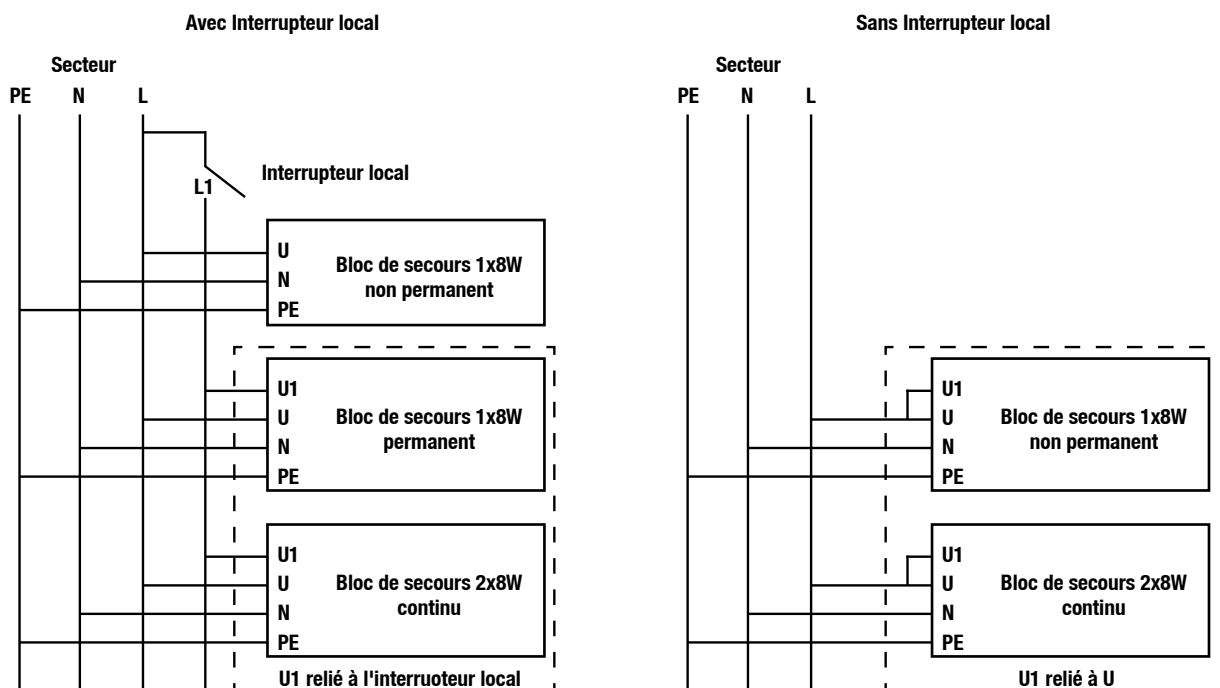 Avec Interrupteur local
Secteur
PE N L
Interrupteur local
L1
U
N
PE
Bloc de secours 1x8W
non permanent
U1
U
N
PE
Bloc de secours 1x8W
permanent
U1
U
N
PE
Bloc de secours 2x8W
continu
U1 relié à l'interruoteur local
Sans Interrupteur local
Secteur
PE N L
U1
U
N
PE
Bloc de secours 1x8W
non permanent
U1
U
N
PE
Bloc de secours 2x8W
continu
U1 relié à U